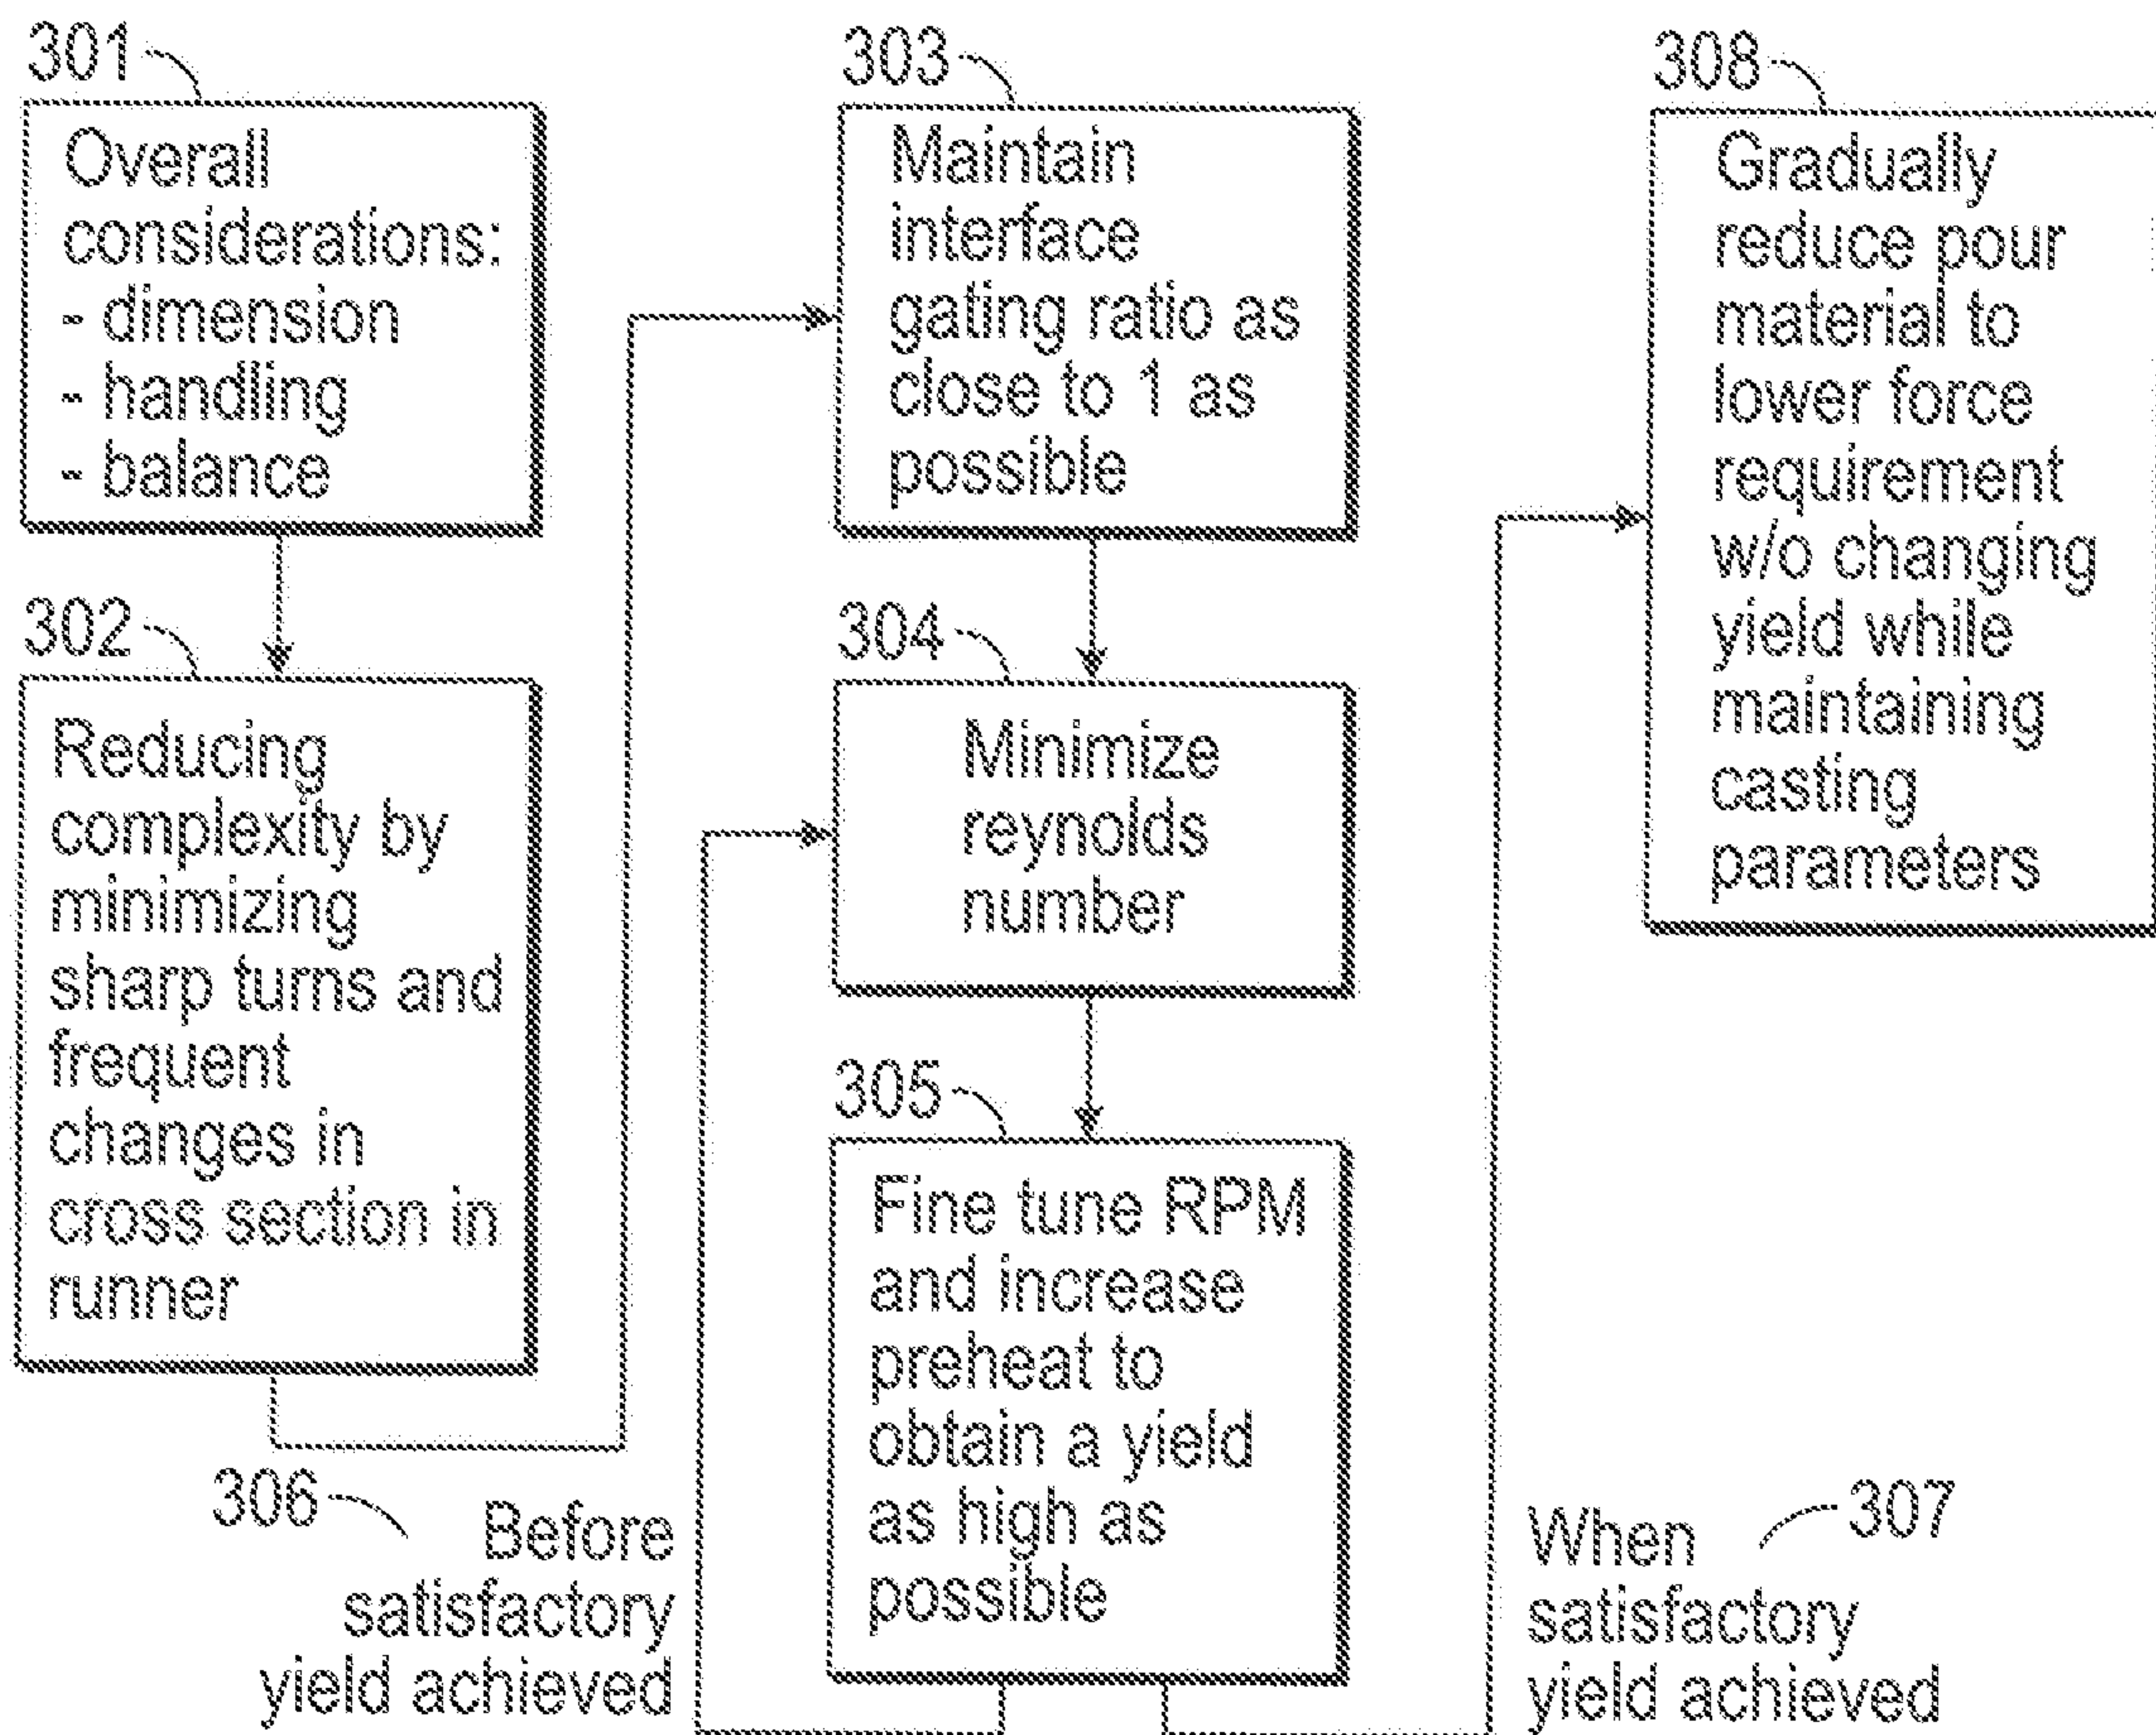 301
Overall
considerations:
- dimension
- handling
- balance
302
Reducing
complexity by
minimizing
sharp turns and
frequent
changes in
cross section in
runner
303
Maintain
interface
gating ratio as
close to 1 as
possible
304
Minimize
reynolds
number
305
Fine tune RPM
and increase
preheat to
obtain a yield
as high as
possible
306
Before
satisfactory
yield achieved
307
When
satisfactory
yield achieved
308
Gradually
reduce pour
material to
lower force
requirement
w/o changing
yield while
maintaining
casting
parameters